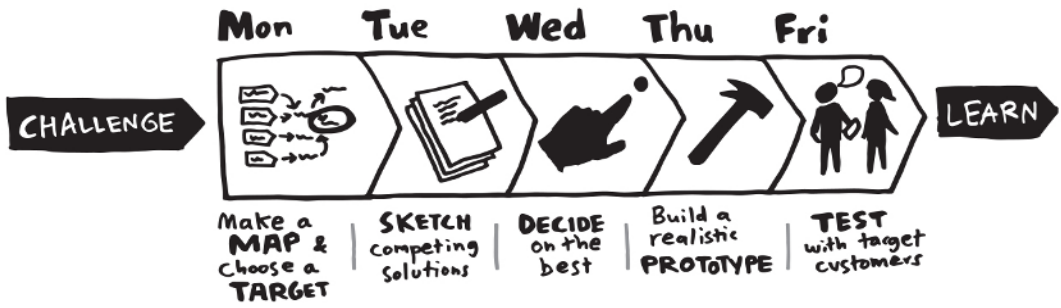 Mon Tue Wed Thu Fri
CHALLENGE
LEARN
Make a
MAP &
choose a
TARGET
SKETCH
competing
solutions
DECIDE
on the
best
Build a
realistic
PROTOTYPE
TEST
with target
customers